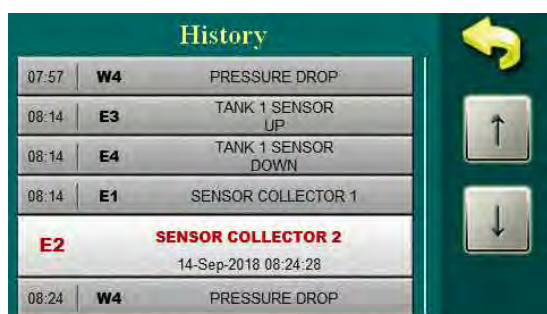 History
07:57 W4 PRESSURE DROP
08:14 E3 TANK 1 SENSOR
UP
08:14 E4 TANK 1 SENSOR
DOWN
08:14 E1 SENSOR COLLECTOR 1
E2 SENSOR COLLECTOR 2
14-Sep-2018 08:24:28
08:24 W4 PRESSURE DROP